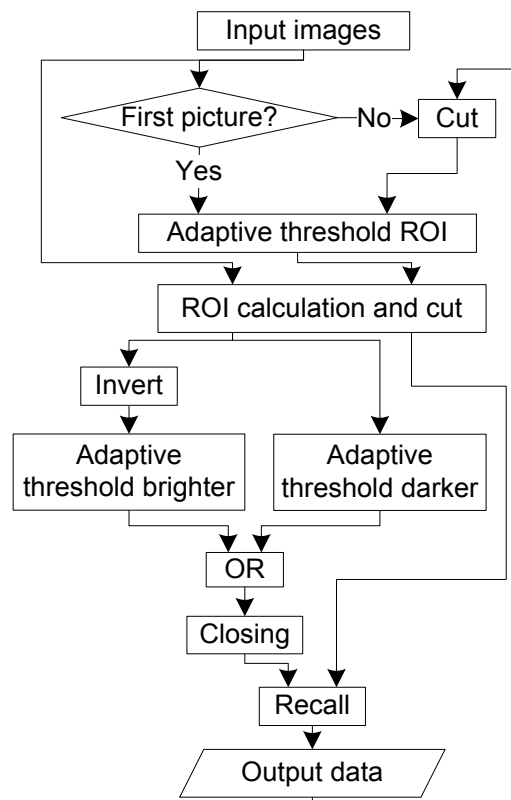 Input images
First picture?
No
Cut
Yes
Adaptive threshold ROI
ROI calculation and cut
Invert
Adaptive
threshold brighter
Adaptive
threshold darker
OR
Closing
Recall
Output data